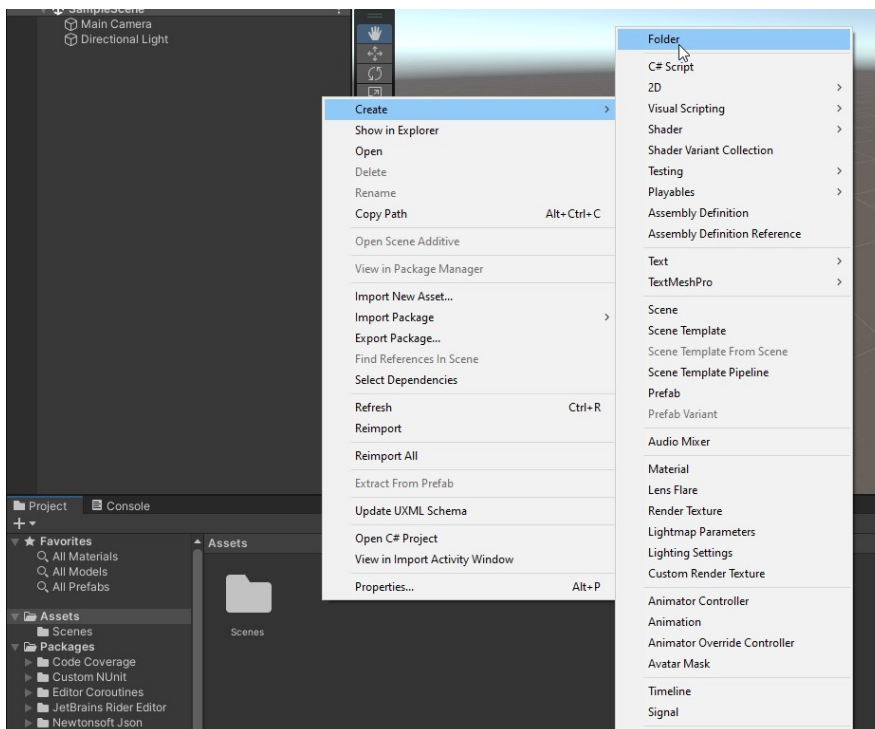 SampleScene
Main Camera
Directional Light
Create
Show in Explorer
Open
Delete
Rename
Copy Path Alt+Ctrl+C
Open Scene Additive
View in Package Manager
Import New Asset...
Import Package
Export Package...
Find References In Scene
Select Dependencies
Refresh Ctrl+R
Reimport
Reimport All
Extract From Prefab
Update UXML Schema
Open C# Project
View in Import Activity Window
Properties... Alt+P
Folder
C# Script
2D
Visual Scripting
Shader
Shader Variant Collection
Testing
Playables
Assembly Definition
Assembly Definition Reference
Text
TextMeshPro
Scene
Scene Template
Scene Template From Scene
Scene Template Pipeline
Prefab
Prefab Variant
Audio Mixer
Material
Lens Flare
Render Texture
Lightmap Parameters
Lighting Settings
Custom Render Texture
Animator Controller
Animation
Animator Override Controller
Avatar Mask
Timeline
Signal
Project Console
Favorites
All Materials
All Models
All Prefabs
Assets
Scenes
Packages
Code Coverage
Custom NUnit
Editor Coroutines
JetBrains Rider Editor
Newtonsoft Json
Assets
Scenes